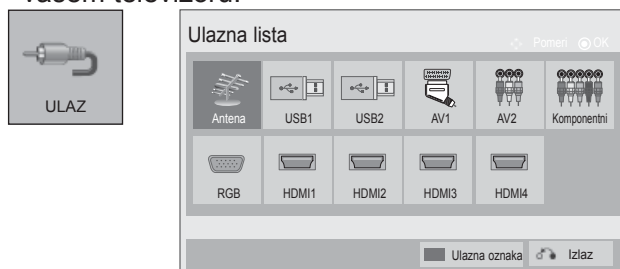 Vašem televizoru.
ULAZ
Ulazna lista
Pomeri OK
Antena USB1 USB2 AV1 AV2 Komponentni
RGB HDMI1 HDMI2 HDMI3 HDMI4
Ulazna oznaka Izlaz